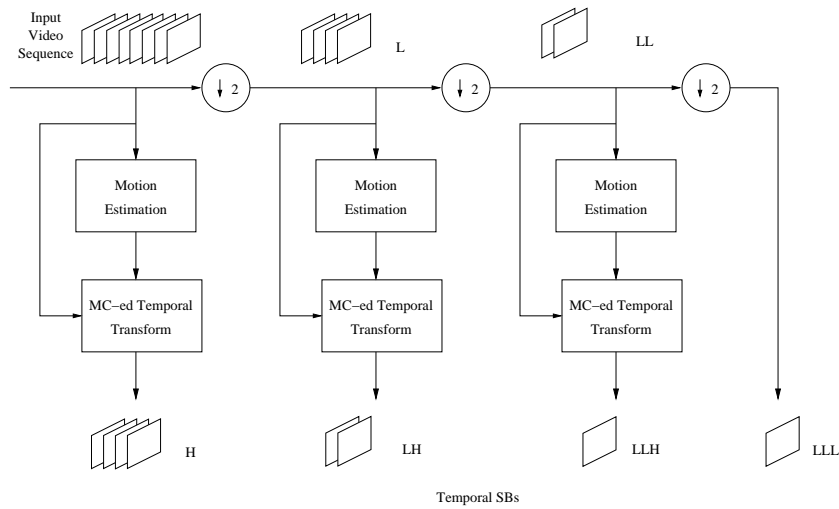 Input
Video
Sequence
L
LL
2
2
2
Motion
Estimation
Motion
Estimation
Motion
Estimation
MC−ed Temporal
Transform
MC−ed Temporal
Transform
MC−ed Temporal
Transform
H
LH
LLH
LLL
Temporal SBs